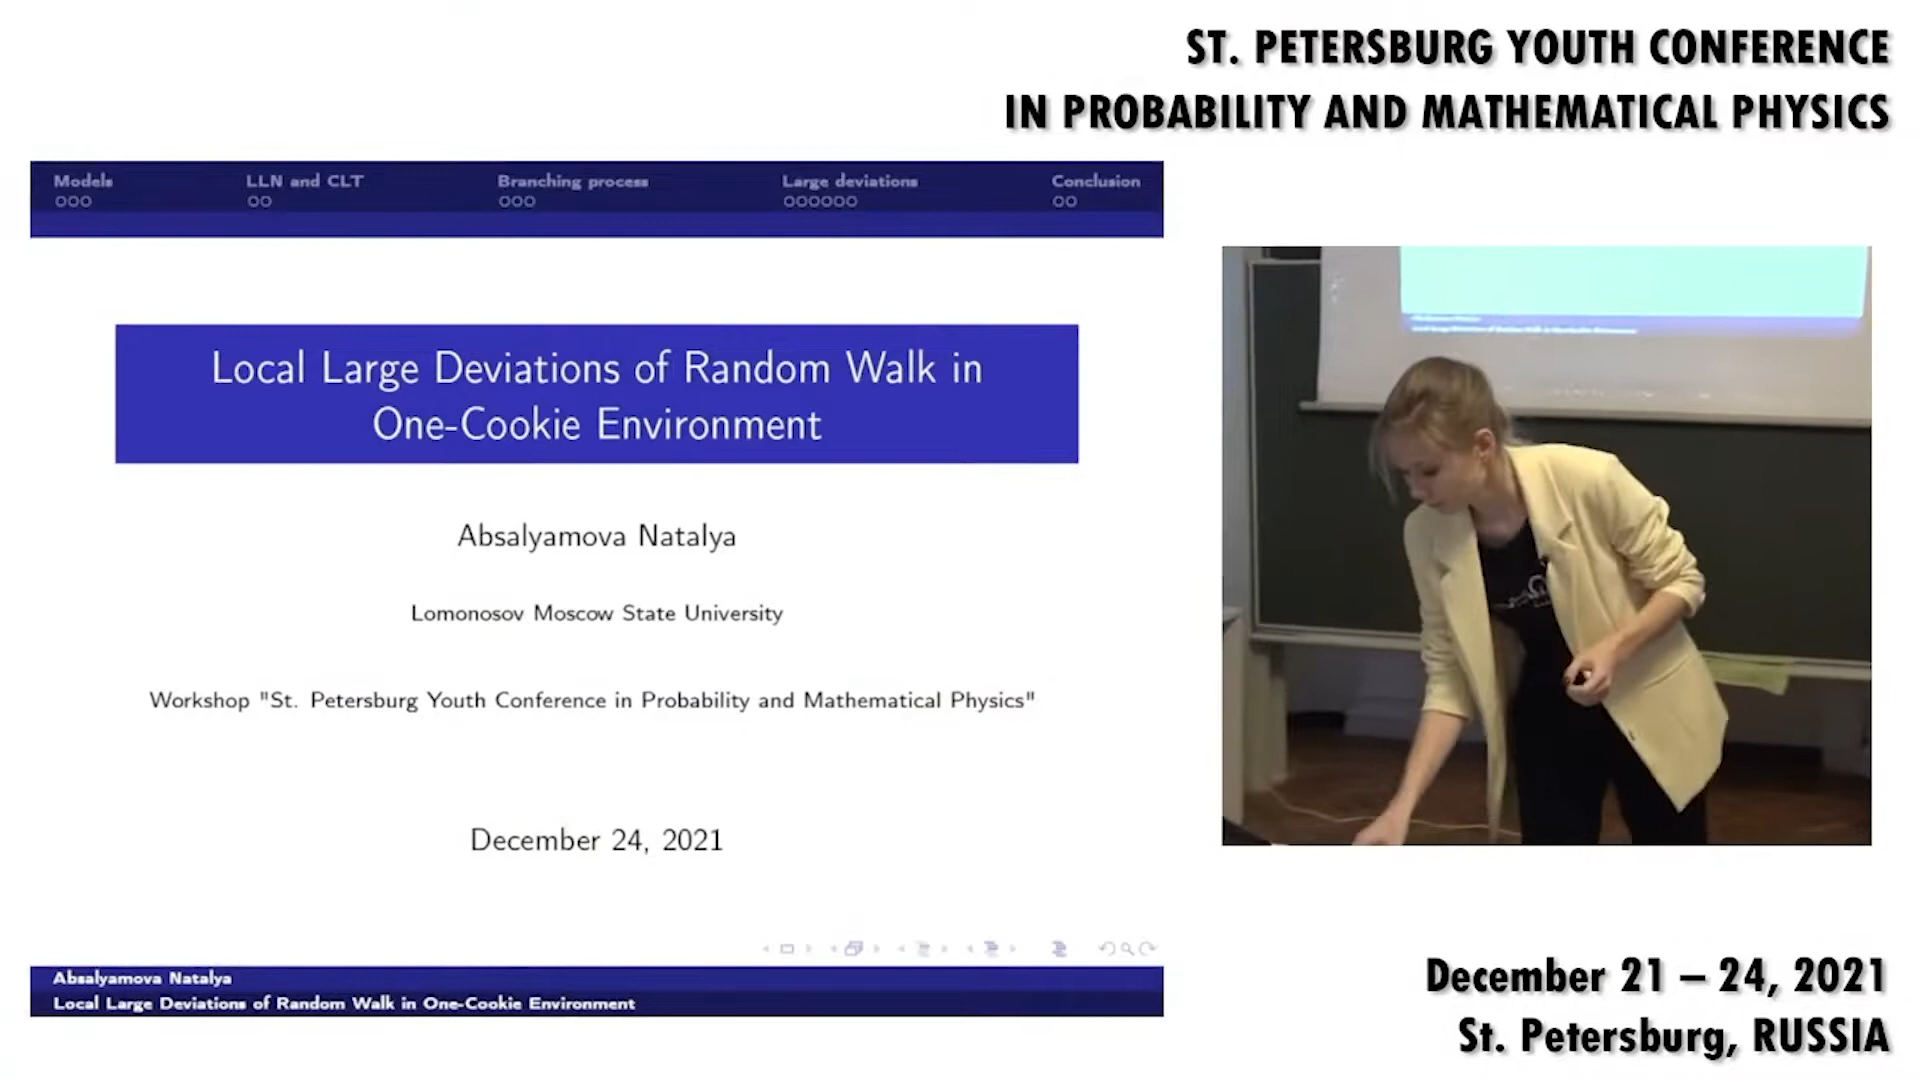 ST. PETERSBURG YOUTH CONFERENCE
IN PROBABILITY AND MATHEMATICAL PHYSICS
Models
LLN and CLT
Branching process
Large deviations
Conclusion
Local Large Deviations of Random Walk in
One-Cookie Environment
Absalyamova Natalya
Lomonosov Moscow State University
Workshop "St. Petersburg Youth Conference in Probability and Mathematical Physics"
December 24, 2021
Absalyamova Natalya
Local Large Deviations of Random Walk in One-Cookie Environment
December 21 – 24, 2021
St. Petersburg, RUSSIA